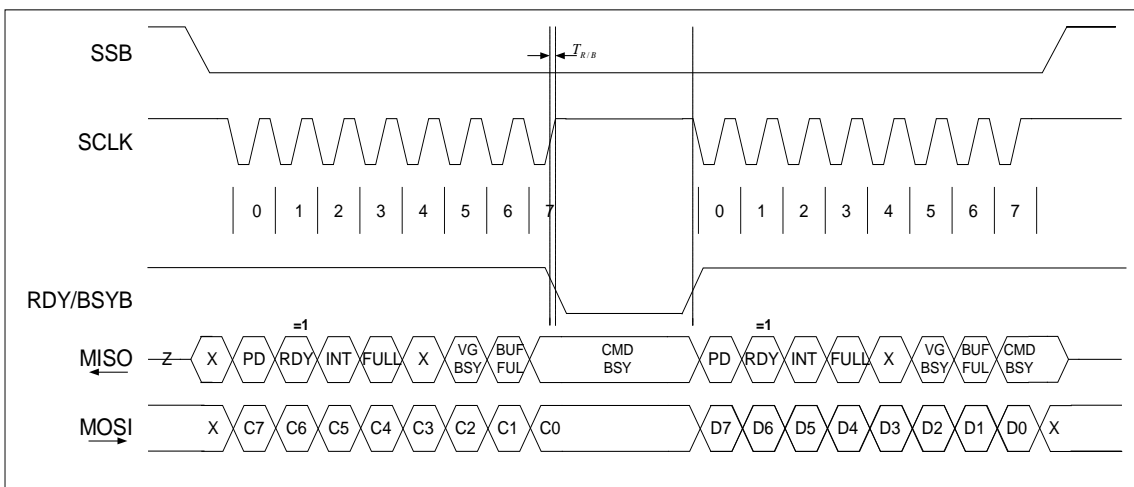 SSB
T R/B
SCLK
0 1 2 3 4 5 6 7 0 1 2 3 4 5 6 7
RDY/BSYB
=1 =1
MISO Z X PD RDY INT FULL X VG BSY BUF FUL CMD BSY PD RDY INT FULL X VG BSY BUF FUL CMD BSY
MOSI X C7 C6 C5 C4 C3 C2 C1 C0 D7 D6 D5 D4 D3 D2 D1 D0 X